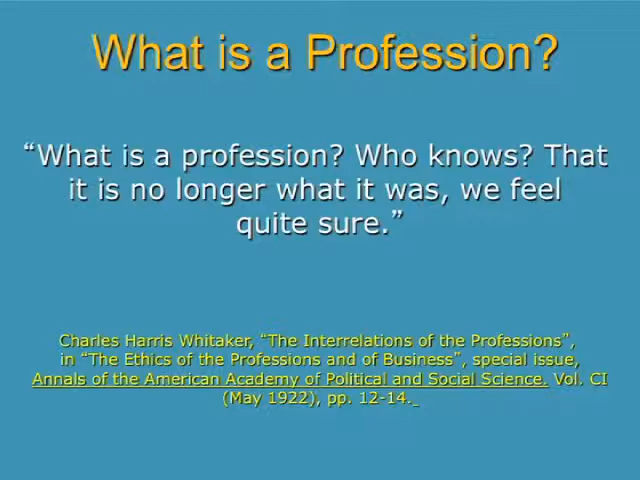 What is a Profession?
“What is a profession? Who knows? That
it is no longer what it was, we feel
quite sure.”
Charles Harris Whitaker, “The Interrelations of the Professions”,
in “The Ethics of the Professions and of Business”, special issue,
Annals of the American Academy of Political and Social Science. Vol. CI
(May 1922), pp. 12-14.